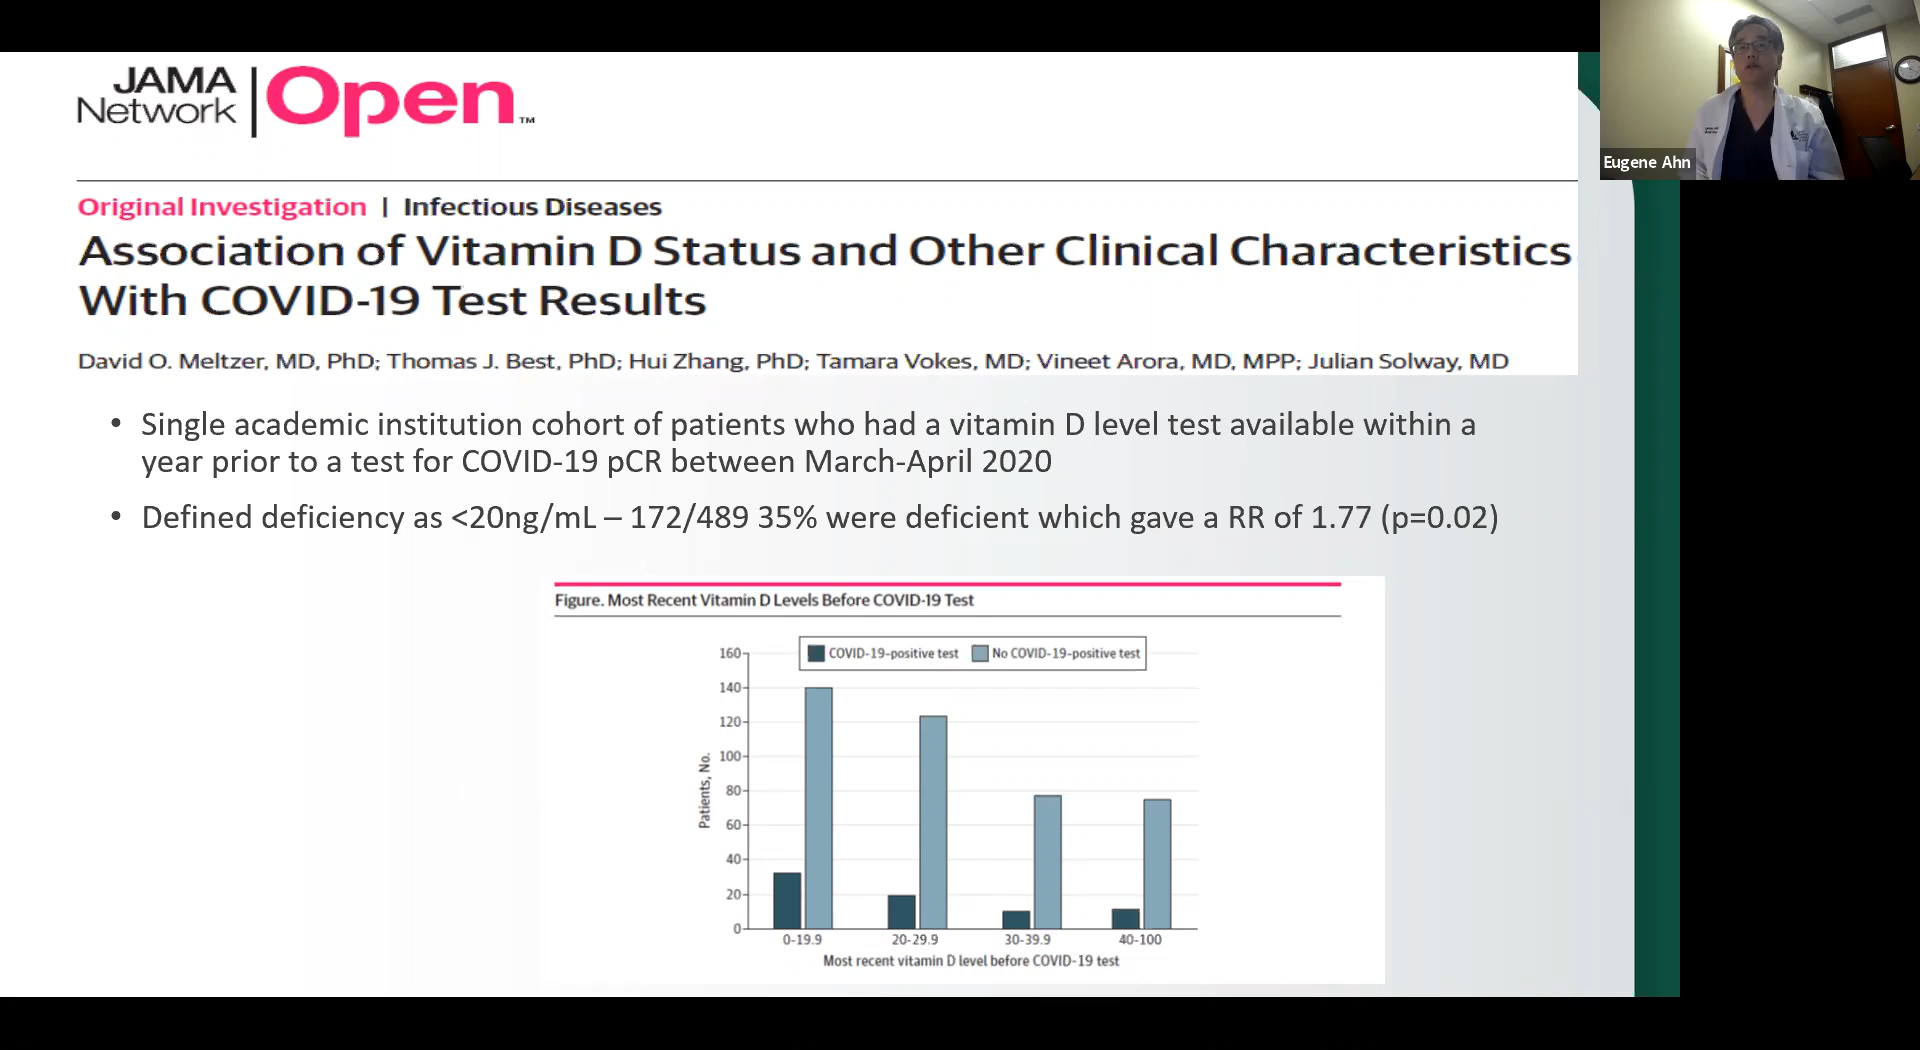 JAMA
Network
Open™
Original Investigation | Infectious Diseases
Association of Vitamin D Status and Other Clinical Characteristics
With COVID-19 Test Results
David O. Meltzer, MD, PhD; Thomas J. Best, PhD; Hui Zhang, PhD; Tamara Vokes, MD; Vineet Arora, MD, MPP; Julian Solway, MD
Eugene Ahn
• Single academic institution cohort of patients who had a vitamin D level test available within a
year prior to a test for COVID-19 pCR between March-April 2020
• Defined deficiency as <20ng/mL – 172/489 35% were deficient which gave a RR of 1.77 (p=0.02)
Figure. Most Recent Vitamin D Levels Before COVID-19 Test
COVID-19-positive test No COVID-19-positive test
160
140
120
100
80
60
40
20
0
Patients, No.
0-19.9 20-29.9 30-39.9 40-100
Most recent vitamin D level before COVID-19 test